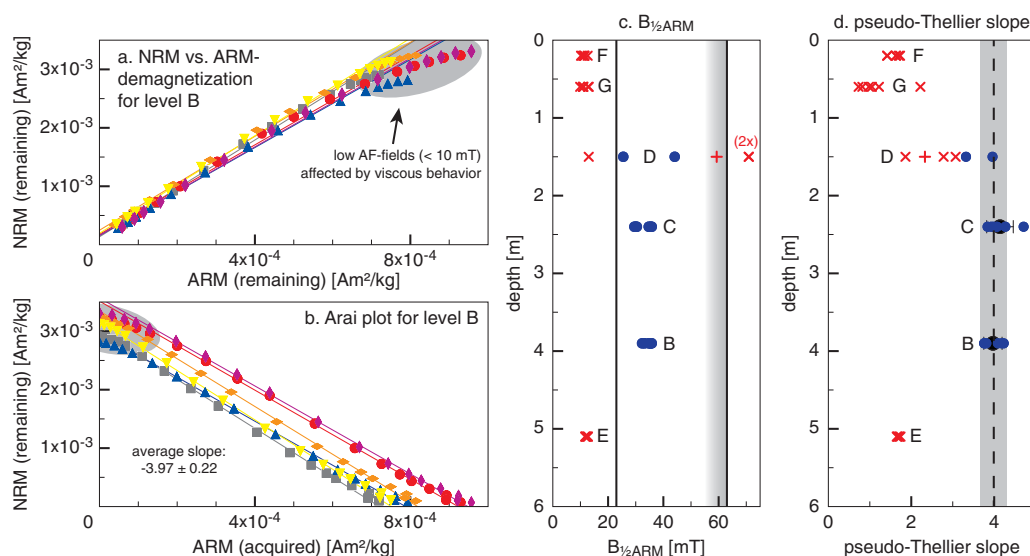 a. NRM vs. ARM-
demagnetization
for level B
low AF-fields (< 10 mT)
affected by viscous behavior
NRM (remaining) [Am²/kg]
3x10⁻³
2x10⁻³
1x10⁻³
0
4x10⁻⁴
8x10⁻⁴
ARM (remaining) [Am²/kg]
b. Arai plot for level B
average slope:
-3.97 ± 0.22
NRM (remaining) [Am²/kg]
3x10⁻³
2x10⁻³
1x10⁻³
0
4x10⁻⁴
8x10⁻⁴
ARM (acquired) [Am²/kg]
c. B½ARM
depth [m]
0
1
2
3
4
5
6
F
G
(2x)
D
C
B
E
0
20
40
60
80
B½ARM [mT]
d. pseudo-Thellier slope
depth [m]
0
1
2
3
4
5
6
F
G
D
C
B
E
0
2
4
pseudo-Thellier slope